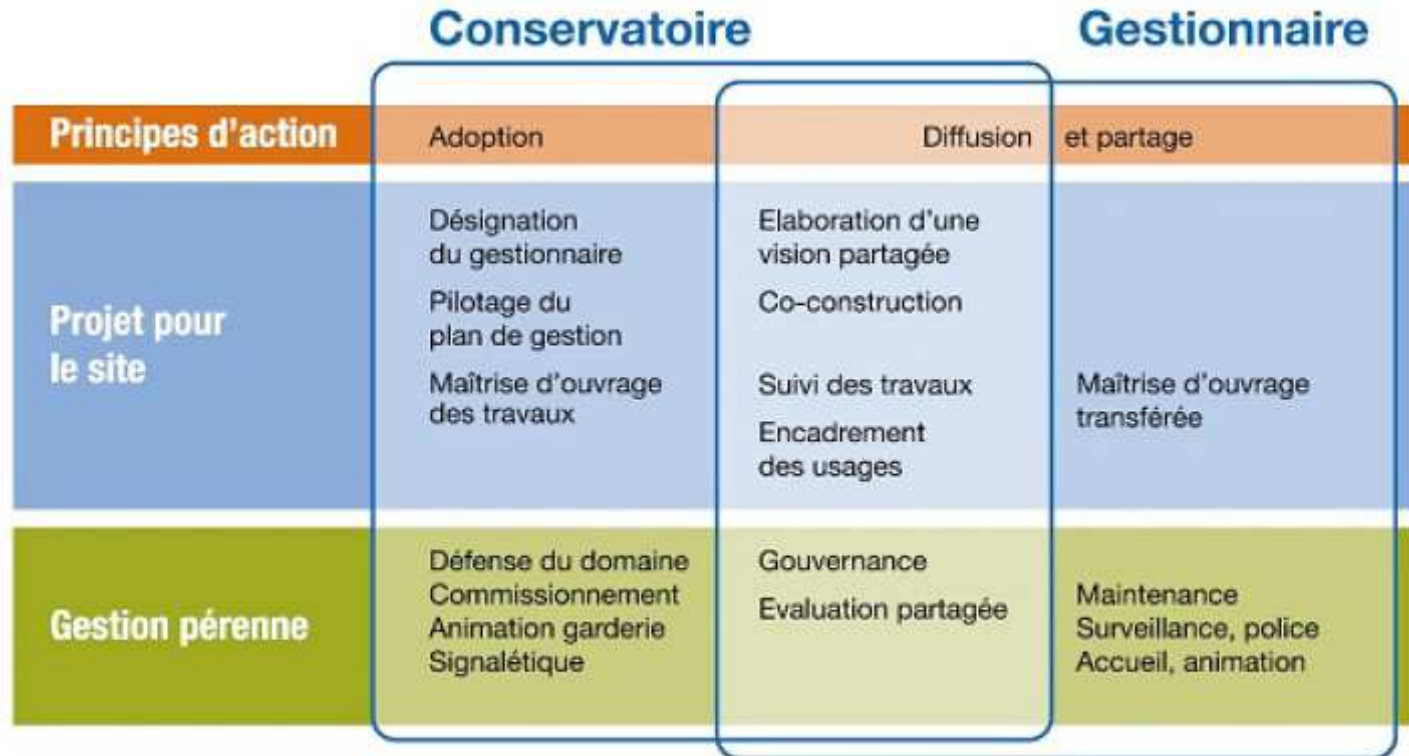 Conservatoire
Gestionnaire
Principes d'action
Adoption
Diffusion et partage
Projet pour
le site
Désignation
du gestionnaire
Pilotage du
plan de gestion
Maîtrise d'ouvrage
des travaux
Elaboration d'une
vision partagée
Co-construction
Suivi des travaux
Encadrement
des usages
Maîtrise d'ouvrage
transférée
Gestion pérenne
Défense du domaine
Commissionnement
Animation garderie
Signalétique
Gouvernance
Evaluation partagée
Maintenance
Surveillance, police
Accueil, animation